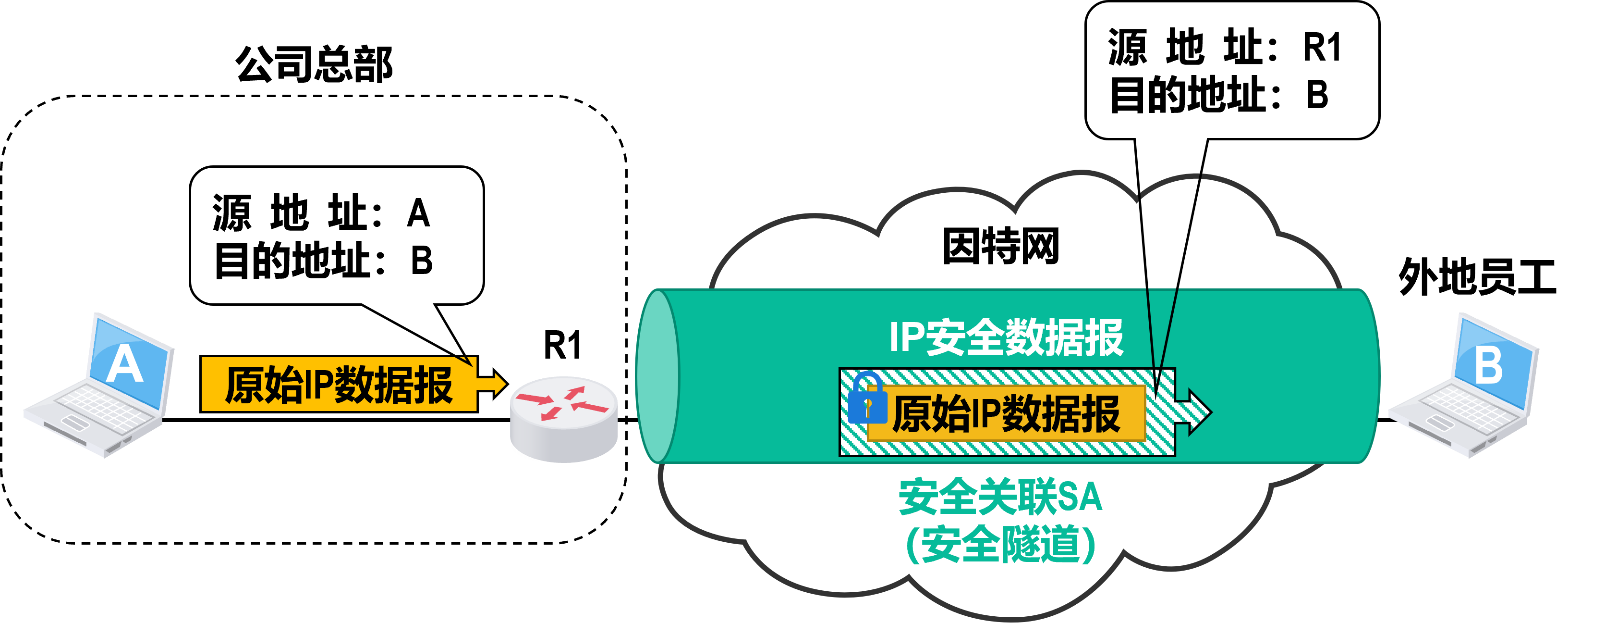 公司总部
源 地 址：R1
目的地址：B
源 地 址：A
目的地址：B
因特网
外地员工
A
原始IP数据报
R1
IP安全数据报
原始IP数据报
B
安全关联SA
（安全隧道）